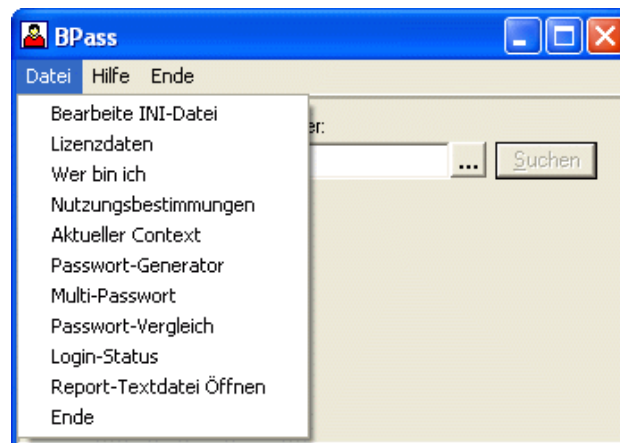 BPass
Datei Hilfe Ende
Bearbeite INI-Datei
er:
Lizenzdaten
... Suchen
Wer bin ich
Nutzungsbestimmungen
Aktueller Context
Passwort-Generator
Multi-Passwort
Passwort-Vergleich
Login-Status
Report-Textdatei Öffnen
Ende